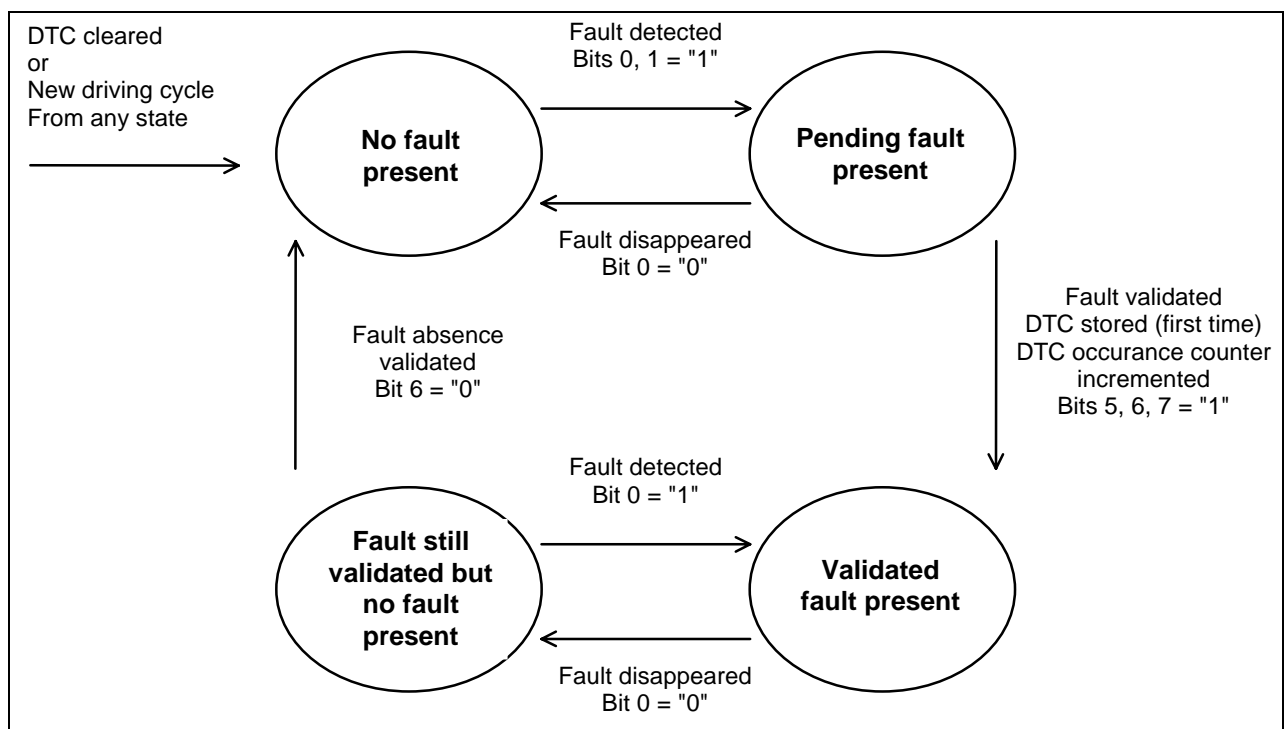 DTC cleared
or
New driving cycle
From any state
Fault detected
Bits 0, 1 = "1"
No fault
present
Pending fault
present
Fault disappeared
Bit 0 = "0"
Fault absence
validated
Bit 6 = "0"
Fault validated
DTC stored (first time)
DTC occurance counter
incremented
Bits 5, 6, 7 = "1"
Fault detected
Bit 0 = "1"
Fault still
validated but
no fault
present
Validated
fault present
Fault disappeared
Bit 0 = "0"